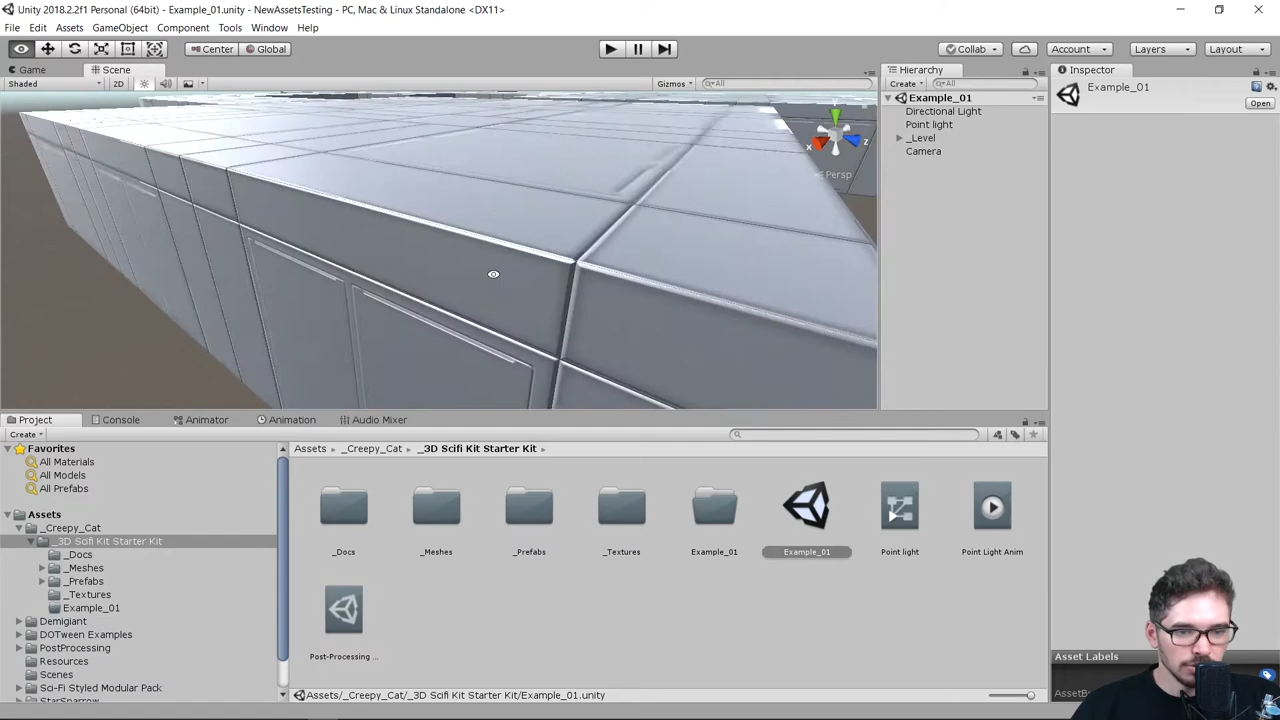 Unity 2018.2.2f1 Personal (64bit) - Example_01.unity - NewAssetsTesting - PC, Mac & Linux Standalone <DX11>
File Edit Assets GameObject Component Tools Window Help
Center Global Collab Account Layers Layout
Game Scene Hierarchy Inspector
Shaded 2D Gizmos All Create All
Example_01 Example_01
Open
Directional Light
Point light
_Level
Camera
x z
Persp
Project Console Animator Animation Audio Mixer
Create
Favorites Assets _Creepy_Cat _3D Scifi Kit Starter Kit
All Materials
All Models
All Prefabs
Assets
_Creepy_Cat
_3D Scifi Kit Starter Kit
_Docs
_Meshes
_Prefabs
_Textures
Example_01
Demigiant
DOTween Examples
PostProcessing
Resources
Scenes
Sci-Fi Styled Modular Pack
StarSparrow
_Docs _Meshes _Prefabs _Textures Example_01 Example_01 Point light Point Light Anim
Post-Processing ...
Assets/_Creepy_Cat/_3D Scifi Kit Starter Kit/Example_01.unity
Asset Labels
AssetB